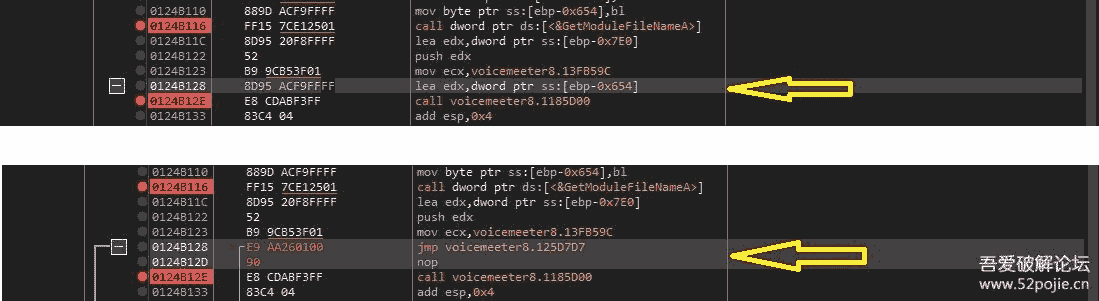 0124B110 889D ACF9FFFF mov byte ptr ss:[ebp-0x654],bl
0124B116 FF15 7CE12501 call dword ptr ds:[<&GetModuleFileNameA>]
0124B11C 8D95 20F8FFFF lea edx,dword ptr ss:[ebp-0x7E0]
0124B122 52 push edx
0124B123 B9 9CB53F01 mov ecx,voicemeeter8.13FB59C
0124B128 8D95 ACF9FFFF lea edx,dword ptr ss:[ebp-0x654]
0124B12E E8 CDABF3FF call voicemeeter8.1185D00
0124B133 83C4 04 add esp,0x4
0124B110 889D ACF9FFFF mov byte ptr ss:[ebp-0x654],bl
0124B116 FF15 7CE12501 call dword ptr ds:[<&GetModuleFileNameA>]
0124B11C 8D95 20F8FFFF lea edx,dword ptr ss:[ebp-0x7E0]
0124B122 52 push edx
0124B123 B9 9CB53F01 mov ecx,voicemeeter8.13FB59C
0124B128 E9 AA260100 jmp voicemeeter8.125D7D7
0124B12D 90 nop
0124B12E E8 CDABF3FF call voicemeeter8.1185D00
0124B133 83C4 04 add esp,0x4
吾爱破解论坛
www.52pojie.cn